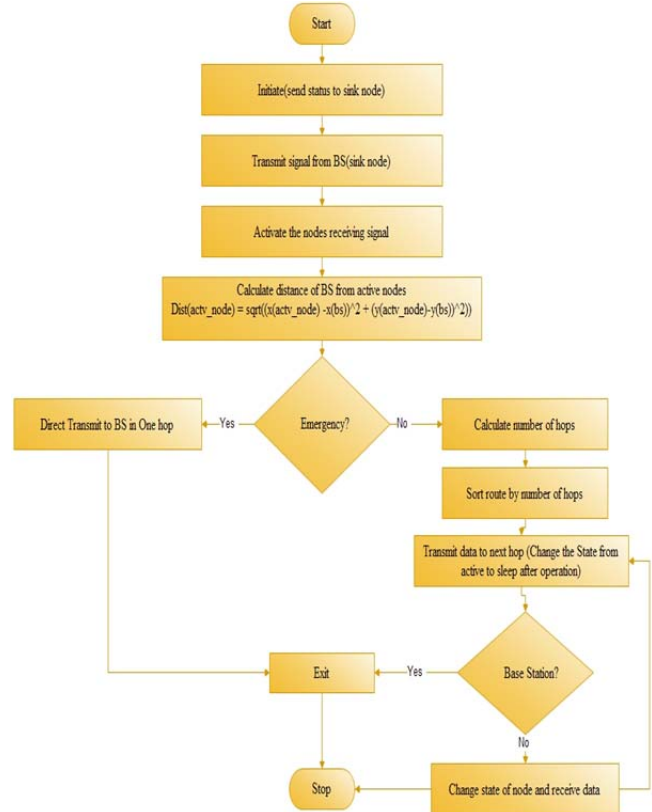 Start
Initiate(send status to sink node)
Transmit signal from BS(sink node)
Activate the nodes receiving signal
Calculate distance of BS from active nodes
Dist(actv_node) = sqrt((x(actv_node) -x(bs))^2 + (y(actv_node)-y(bs))^2))
Direct Transmit to BS in One hop
Yes
Emergency?
No
Calculate number of hops
Sort route by number of hops
Transmit data to next hop (Change the State from
active to sleep after operation)
Exit
Yes
Base Station?
No
Stop
Change state of node and receive data